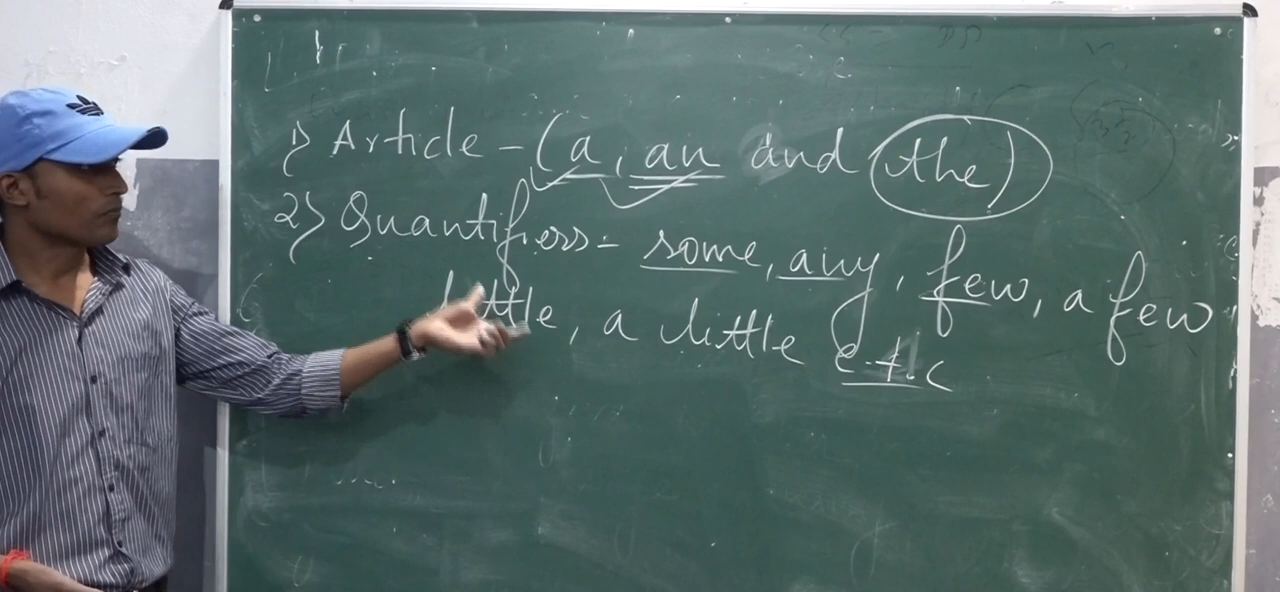 1) Article - (a, an and the)
2) Quantifiers - some, any, few, a few
little, a little etc